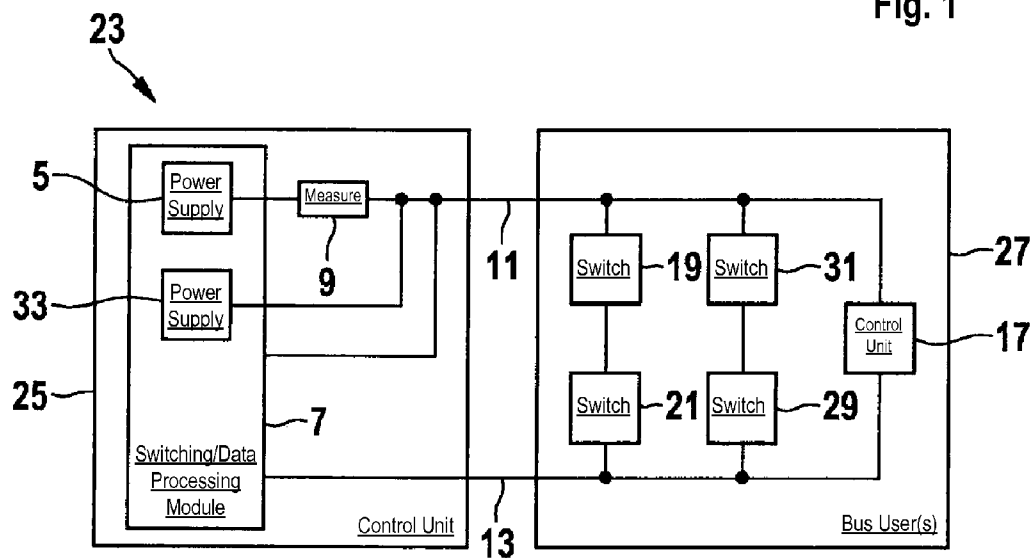 Fig. 1
23
5
Power
Supply
Measure
9
11
Switch
19
Switch
31
27
33
Power
Supply
Control
Unit
17
25
7
Switch
21
Switch
29
Switching/Data
Processing
Module
Control Unit
13
Bus User(s)